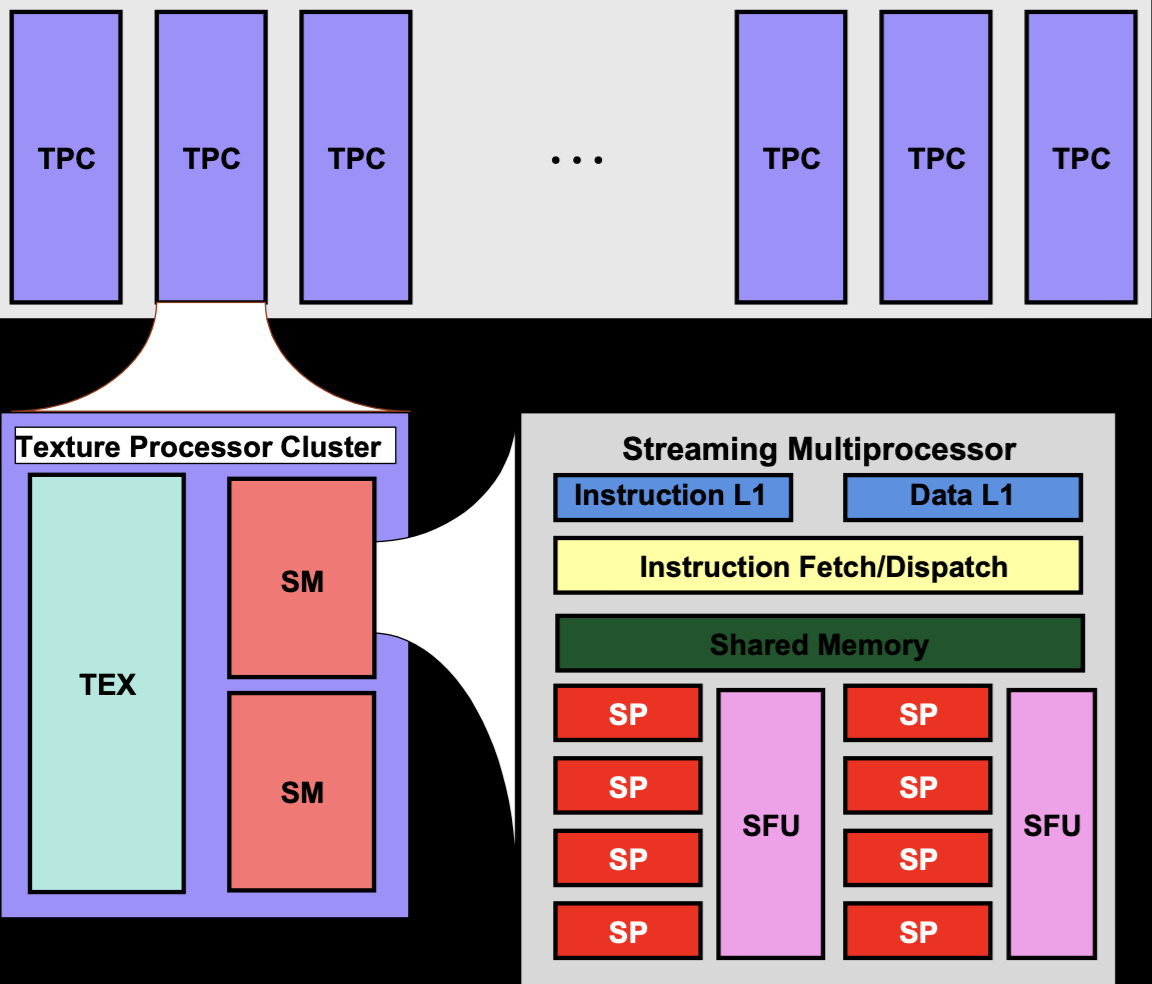 TPC
TPC
TPC
. . .
TPC
TPC
TPC
Texture Processor Cluster
TEX
SM
SM
Streaming Multiprocessor
Instruction L1
Data L1
Instruction Fetch/Dispatch
Shared Memory
SP
SP
SP
SP
SFU
SP
SP
SP
SP
SFU